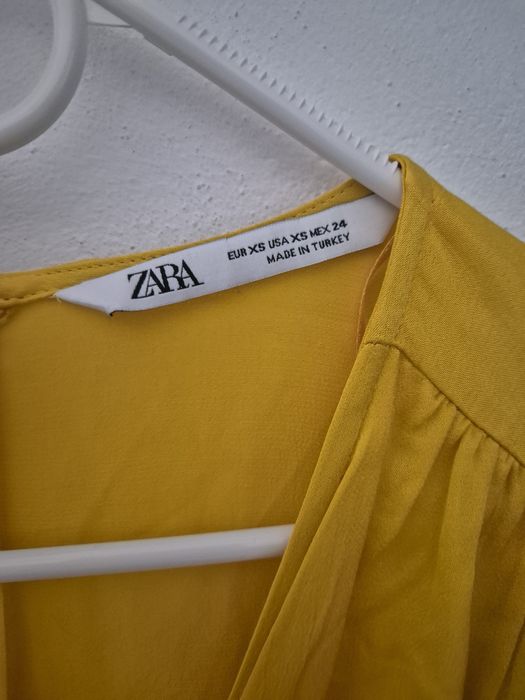 ZARA
EUR XS USA XS MEX 24
MADE IN TURKEY